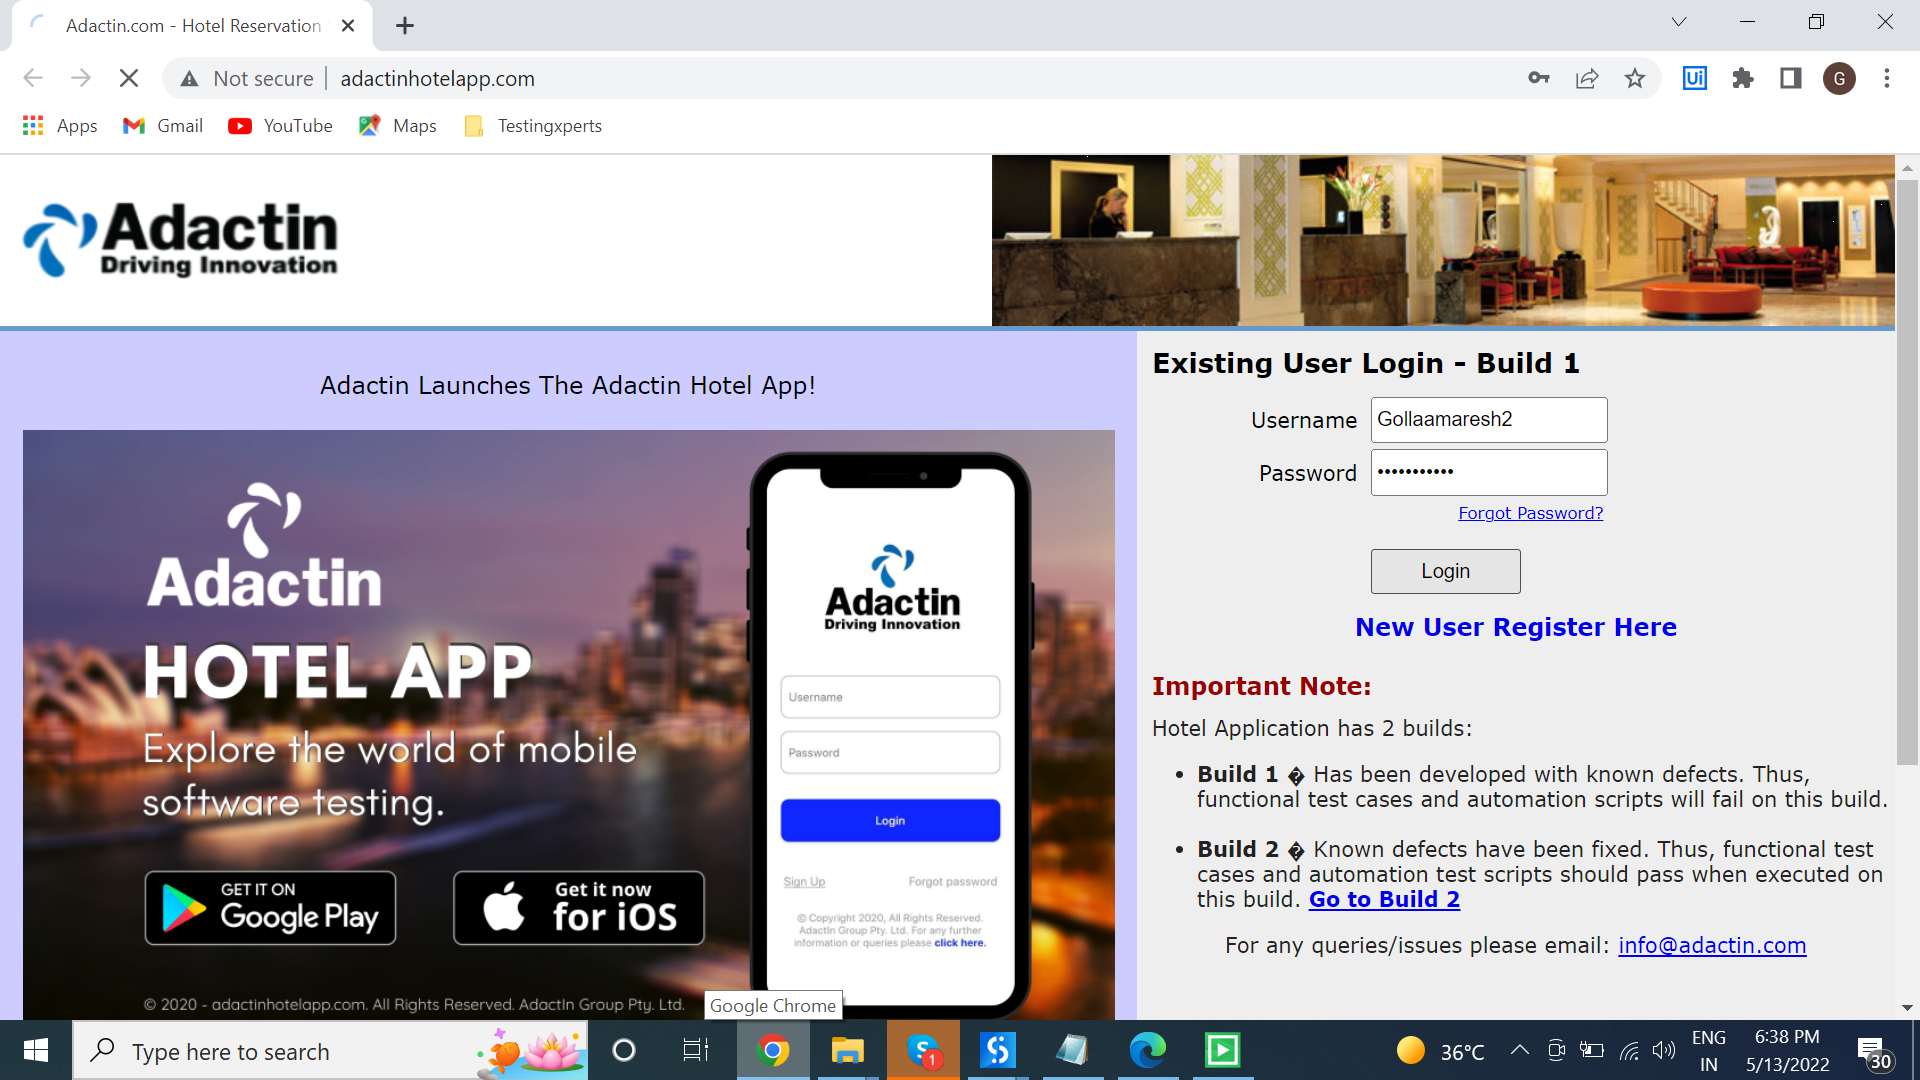 Adactin.com - Hotel Reservation
Not secure
adactinhotelapp.com
Ui
G
Apps
Gmail
YouTube
Maps
Testingxperts
Adactin
Driving Innovation
Adactin Launches The Adactin Hotel App!
Adactin
HOTEL APP
Explore the world of mobile
software testing.
GET IT ON
Google Play
Get it now
for iOS
© 2020 - adactinhotelapp.com. All Rights Reserved. AdactIn Group Pty. Ltd.
Adactin
Driving Innovation
Username
Password
Login
Sign Up
Forgot password
© Copyright 2020, All Rights Reserved.
AdactIn Group Pty. Ltd. For any further
information or queries please click here.
Google Chrome
Existing User Login - Build 1
Username
Gollaamaresh2
Password
•••••••••••
Forgot Password?
Login
New User Register Here
Important Note:
Hotel Application has 2 builds:
• Build 1 � Has been developed with known defects. Thus,
functional test cases and automation scripts will fail on this build.
• Build 2 � Known defects have been fixed. Thus, functional test
cases and automation test scripts should pass when executed on
this build. Go to Build 2
For any queries/issues please email: info@adactin.com
Type here to search
S
1
36°C
ENG
IN
6:38 PM
5/13/2022
30